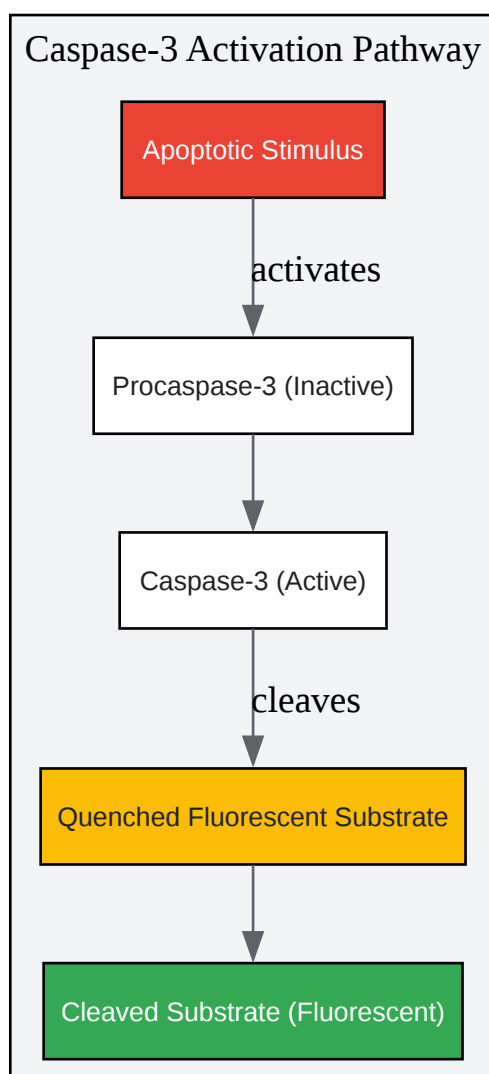 Caspase-3 Activation Pathway
Apoptotic Stimulus
activates
Procaspase-3 (Inactive)
Caspase-3 (Active)
cleaves
Quenched Fluorescent Substrate
Cleaved Substrate (Fluorescent)